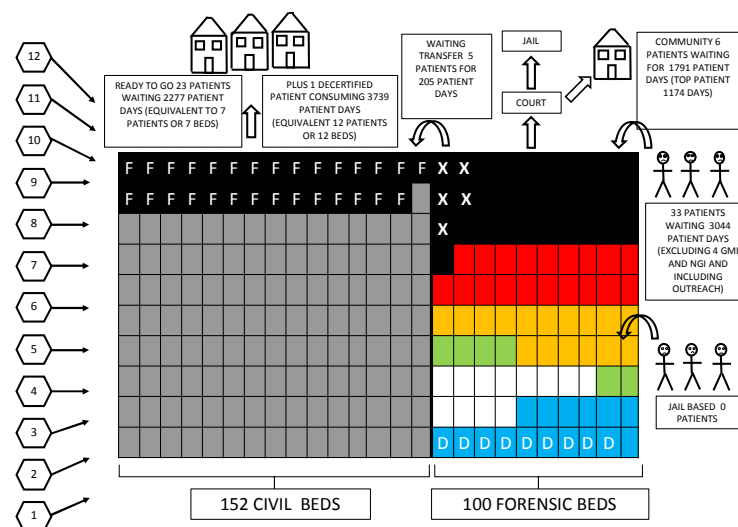 12
11
10
9
8
7
6
5
4
3
2
1
READY TO GO 23 PATIENTS
WAITING 2277 PATIENT
DAYS (EQUIVALENT TO 7
PATIENTS OR 7 BEDS)
PLUS 1 DECERTIFIED
PATIENT CONSUMING 3739
PATIENT DAYS
(EQUIVALENT 12 PATIENTS
OR 12 BEDS)
WAITING
TRANSFER 5
PATIENTS FOR
205 PATIENT
DAYS
JAIL
COURT
COMMUNITY 6
PATIENTS WAITING
FOR 1791 PATIENT
DAYS (TOP PATIENT
1174 DAYS)
F F F F F F F F F F F F F F F X X
F F F F F F F F F F F F F F X X
X
33 PATIENTS
WAITING 3044
PATIENT DAYS
(EXCLUDING 4 GMI
AND NGI AND
INCLUDING
OUTREACH)
JAIL BASED 0
PATIENTS
D D D D D D D D D
152 CIVIL BEDS
100 FORENSIC BEDS